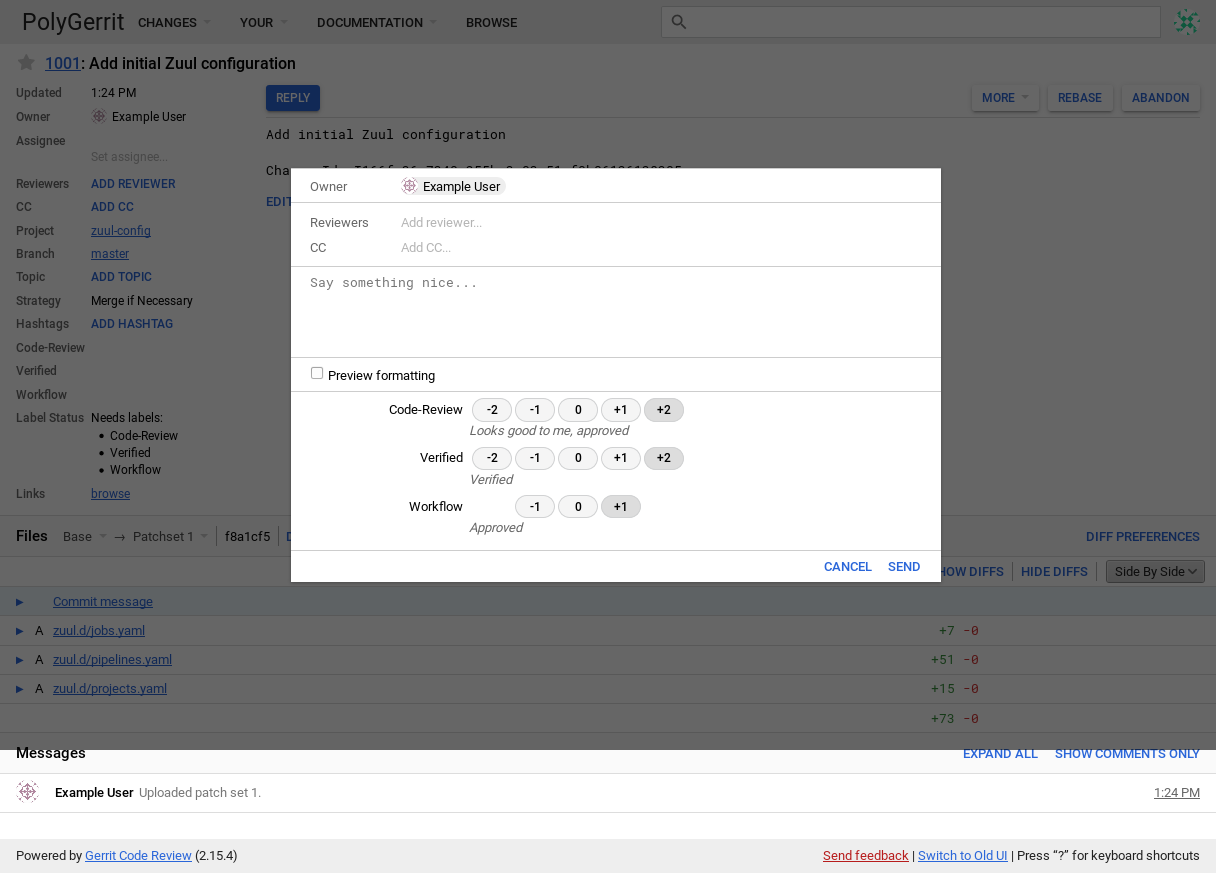 PolyGerrit CHANGES YOUR DOCUMENTATION BROWSE
1001: Add initial Zuul configuration
Updated 1:24 PM
REPLY MORE REBASE ABANDON
Owner Example User
Assignee
Set assignee...
Reviewers ADD REVIEWER
CC ADD CC
Project zuul-config
Branch master
Topic ADD TOPIC
Strategy Merge if Necessary
Hashtags ADD HASHTAG
Code-Review
Verified
Workflow
Label Status Needs labels:
• Code-Review
• Verified
• Workflow
Links browse
Add initial Zuul configuration
EDIT
Owner Example User
Reviewers Add reviewer...
CC Add CC...
Say something nice...
Preview formatting
Code-Review -2 -1 0 +1 +2
Looks good to me, approved
Verified -2 -1 0 +1 +2
Verified
Workflow -1 0 +1
Approved
CANCEL SEND
Files Base → Patchset 1 f8a1cf5 DIFF PREFERENCES
DIFFS HIDE DIFFS Side By Side
Commit message
A zuul.d/jobs.yaml +7 -0
A zuul.d/pipelines.yaml +51 -0
A zuul.d/projects.yaml +15 -0
+73 -0
Messages EXPAND ALL SHOW COMMENTS ONLY
Example User Uploaded patch set 1. 1:24 PM
Powered by Gerrit Code Review (2.15.4) Send feedback | Switch to Old UI | Press “?” for keyboard shortcuts